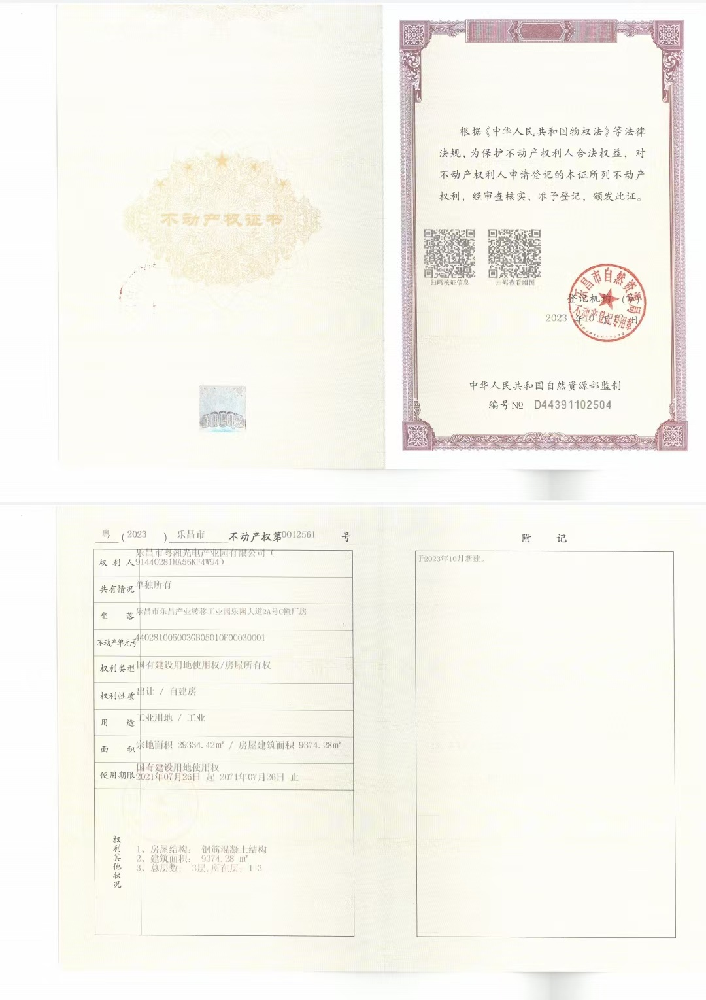 不动产权证书
根据《中华人民共和国物权法》等法律
法规，为保护不动产权利人合法权益，对
不动产权利人申请登记的本证所列不动产
权利，经审查核实，准予登记，颁发此证。
扫码核证信息 扫码查看附图
登记机构（章）
2023 年10月 日
乐昌市自然资源局
不动产登记专用章
中华人民共和国自然资源部监制
编号№ D44391102504
粤（2023）乐昌市不动产权第0012561号
权利人 乐昌市粤湘光电产业园有限公司（
91440281MA56KF4W94）
共有情况 单独所有
坐落 乐昌市乐昌产业转移工业园乐园大道2A号C幢厂房
不动产单元号 440281005003GB05010F00030001
权利类型 国有建设用地使用权/房屋所有权
权利性质 出让 / 自建房
用途 工业用地 / 工业
面积 宗地面积 29334.42㎡ / 房屋建筑面积 9374.28㎡
使用期限 国有建设用地使用权
2021年07月26日 起 2071年07月26日 止
权利其他状况
1、房屋结构： 钢筋混凝土结构
2、建筑面积： 9374.28 ㎡
3、总层数： 3层,所在层：1 3
附记
于2023年10月新建。